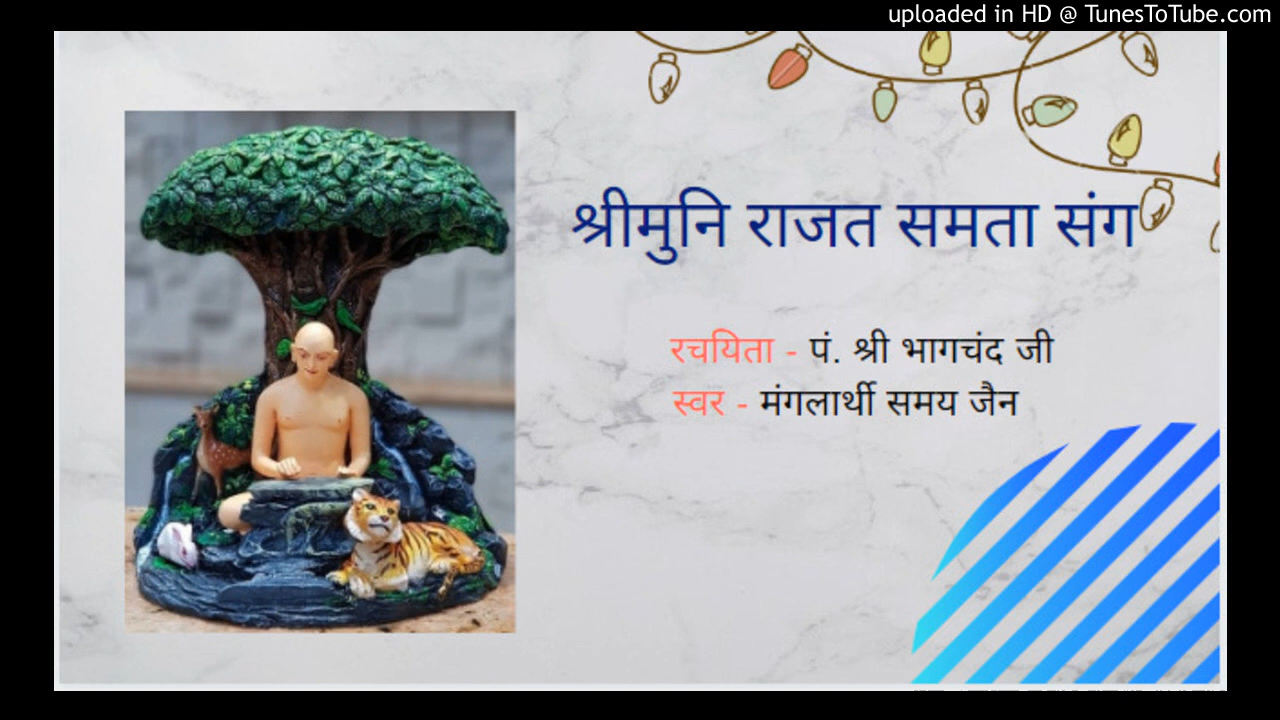 uploaded in HD @ TunesToTube.com
श्रीमुनि राजत समता संग
रचयिता - पं. श्री भागचंद जी
स्वर - मंगलार्थी समय जैन